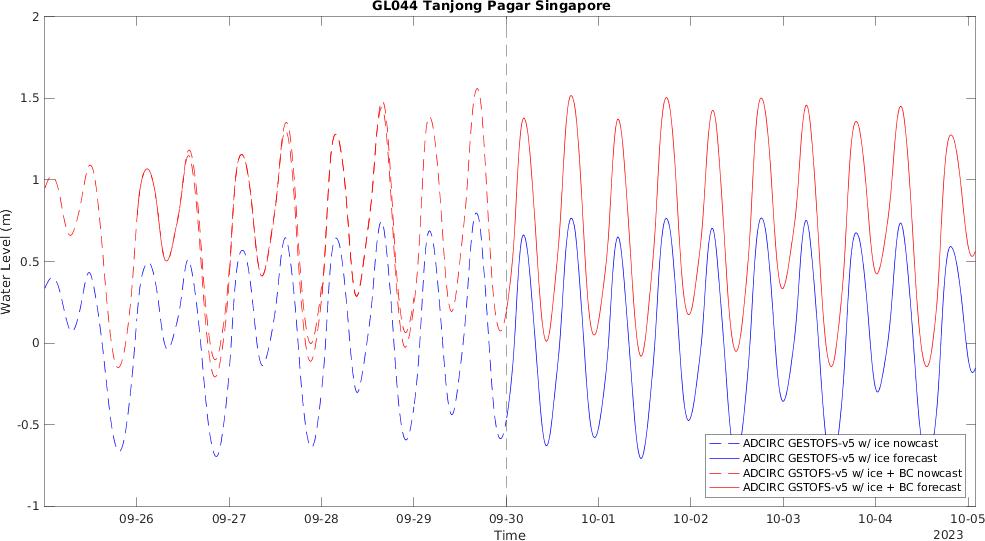 GL044 Tanjong Pagar Singapore
2
1.5
1
0.5
0
-0.5
-1
Water Level (m)
ADCIRC GESTOFS-v5 w/ ice nowcast
ADCIRC GESTOFS-v5 w/ ice forecast
ADCIRC GSTOFS-v5 w/ ice + BC nowcast
ADCIRC GSTOFS-v5 w/ ice + BC forecast
09-26 09-27 09-28 09-29 09-30 10-01 10-02 10-03 10-04 10-05
Time
2023